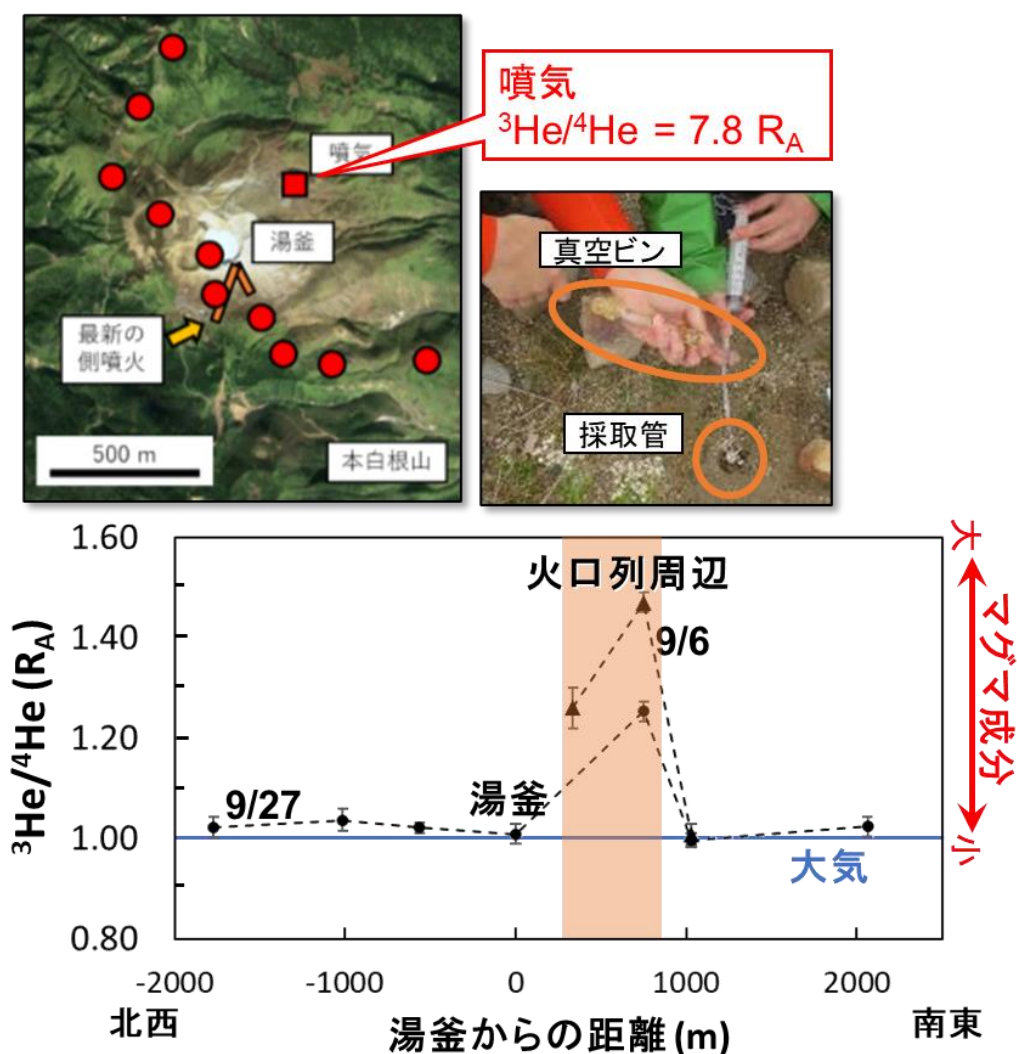 噴気
³He/⁴He = 7.8 R_A
噴気
湯釜
最新の
側噴火
500 m
本白根山
真空ビン
採取管
1.60
1.40
1.20
1.00
0.80
³He/⁴He (R_A)
火口列周辺
9/6
9/27
湯釜
大気
大
マグマ成分
小
-2000
-1000
0
1000
2000
北西
湯釜からの距離 (m)
南東